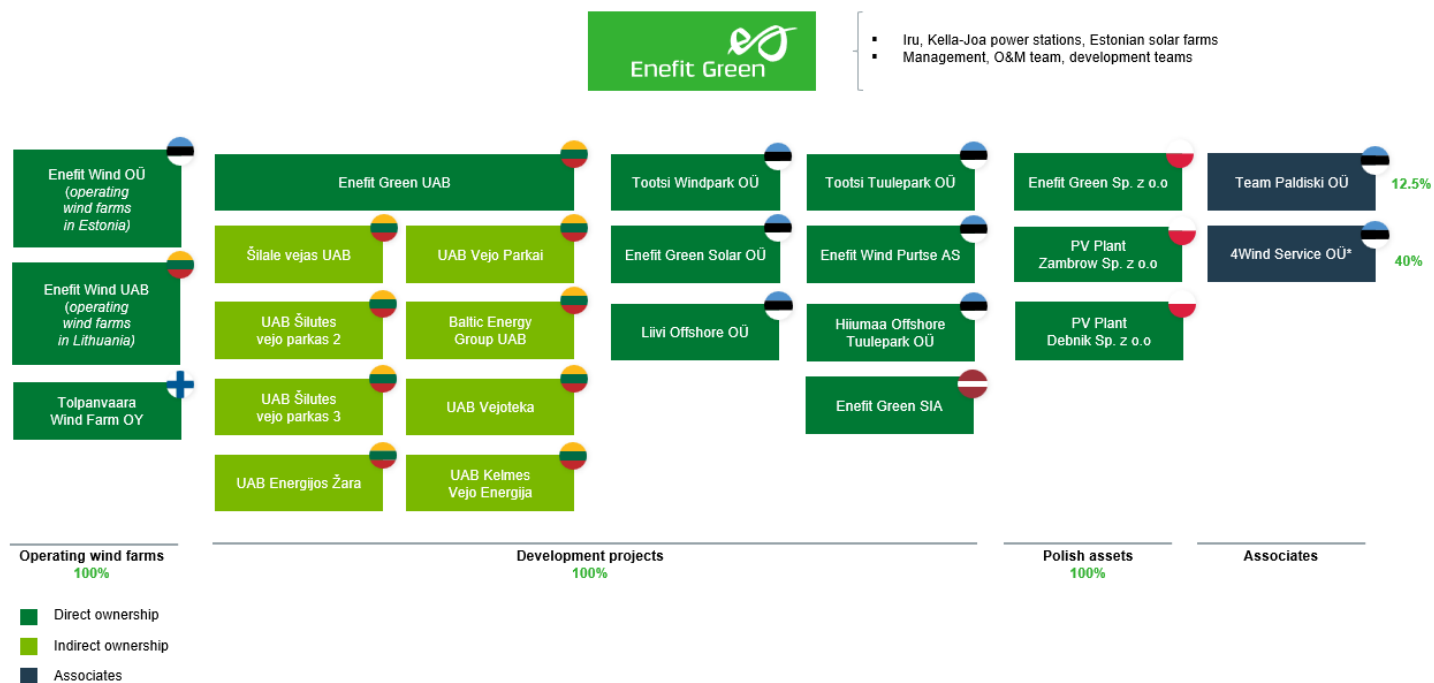 Enefit Green
▪ Iru, Kella-Joa power stations, Estonian solar farms
▪ Management, O&M team, development teams
Enefit Wind OÜ
(operating
wind farms
in Estonia)
Enefit Wind UAB
(operating
wind farms
in Lithuania)
Tolpanvaara
Wind Farm OY
Enefit Green UAB
Šilale vejas UAB
UAB Vejo Parkai
UAB Šilutes
vejo parkas 2
Baltic Energy
Group UAB
UAB Šilutes
vejo parkas 3
UAB Vejoteka
UAB Energijos Žara
UAB Kelmes
Vejo Energija
Tootsi Windpark OÜ
Tootsi Tuulepark OÜ
Enefit Green Solar OÜ
Enefit Wind Purtse AS
Liivi Offshore OÜ
Hiiumaa Offshore
Tuulepark OÜ
Enefit Green SIA
Enefit Green Sp. z o.o
PV Plant
Zambrow Sp. z o.o
PV Plant
Debnik Sp. z o.o
Team Paldiski OÜ
12.5%
4Wind Service OÜ*
40%
Operating wind farms
100%
Development projects
100%
Polish assets
100%
Associates
Direct ownership
Indirect ownership
Associates